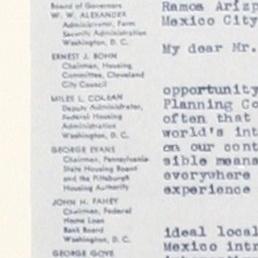 Board of Governors
W. W. ALEXANDER
Administrator, Farm
Security Administration
Washington, D. C.
ERNEST J. BOHN
Chairman, Housing
Committee, Cleveland
City Council
MILES L. COLEAN
Deputy Administrator,
Federal Housing
Administration
Washington, D. C.
GEORGE EVANS
Chairman, Pennsylvania
State Housing Board
and the Pittsburgh
Housing Authority
JOHN H. FAHEY
Chairman, Federal
Home Loan
Bank Board
Washington, D. C.
GEORGE GOVE
Ramos Arizp
Mexico City
My dear Mr.
opportunity
Planning Co
often that
world's int
on our cont
sible means
everywhere
experience
ideal local
Mexico intr